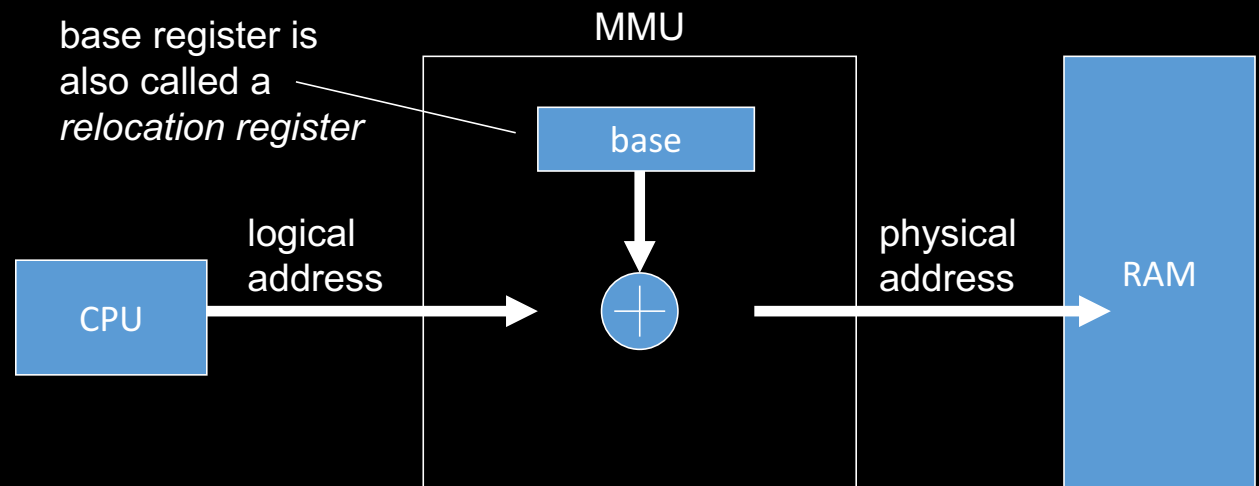 base register is
also called a
relocation register
MMU
base
logical
address
physical
address
CPU
RAM